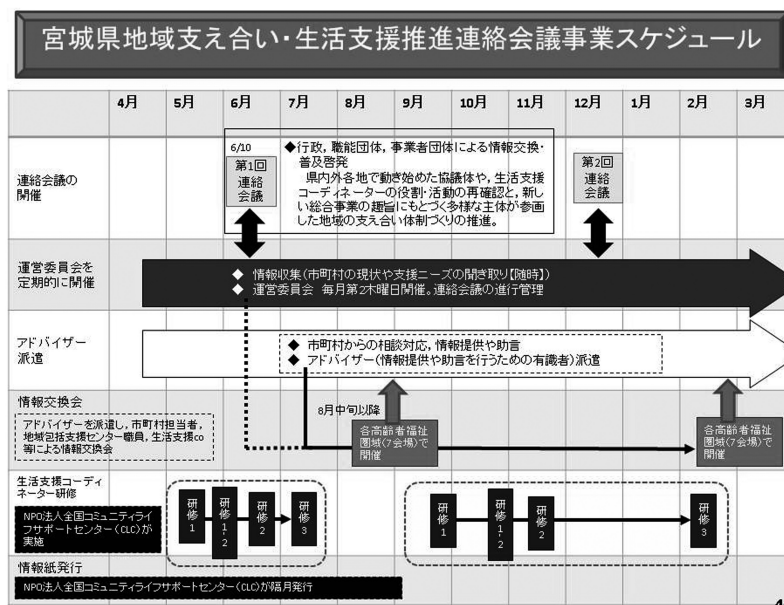 宮城県地域支え合い・生活支援推進連絡会議事業スケジュール
4月 5月 6月 7月 8月 9月 10月 11月 12月 1月 2月 3月
連絡会議の
開催
6/10
第1回
連絡
会議
◆行政,職能団体,事業者団体による情報交換・
普及啓発
県内外各地で動き始めた協議体や,生活支援
コーディネーターの役割・活動の再確認と,新し
い総合事業の趣旨にもとづく多様な主体が参画
した地域の支え合い体制づくりの推進。
第2回
連絡
会議
運営委員会を
定期的に開催
◆ 情報収集(市町村の現状や支援ニーズの聞き取り【随時】)
◆ 運営委員会 毎月第2木曜日開催。連絡会議の進行管理
アドバイザー
派遣
◆ 市町村からの相談対応,情報提供や助言
◆ アドバイザー(情報提供や助言を行うための有識者)派遣
情報交換会
アドバイザーを派遣し,市町村担当者,
地域包括支援センター職員,生活支援co
等による情報交換会
8月中旬以降
各高齢者福祉
圏域(7会場)で
開催
各高齢者福祉
圏域(7会場)で
開催
生活支援コーディ
ネーター研修
NPO法人全国コミュニティライ
フサポートセンター(CLC)が
実施
研修1
研修1・2
研修2
研修3
研修1
研修1・2
研修2
研修3
情報紙発行
NPO法人全国コミュニティライフサポートセンター(CLC)が隔月発行